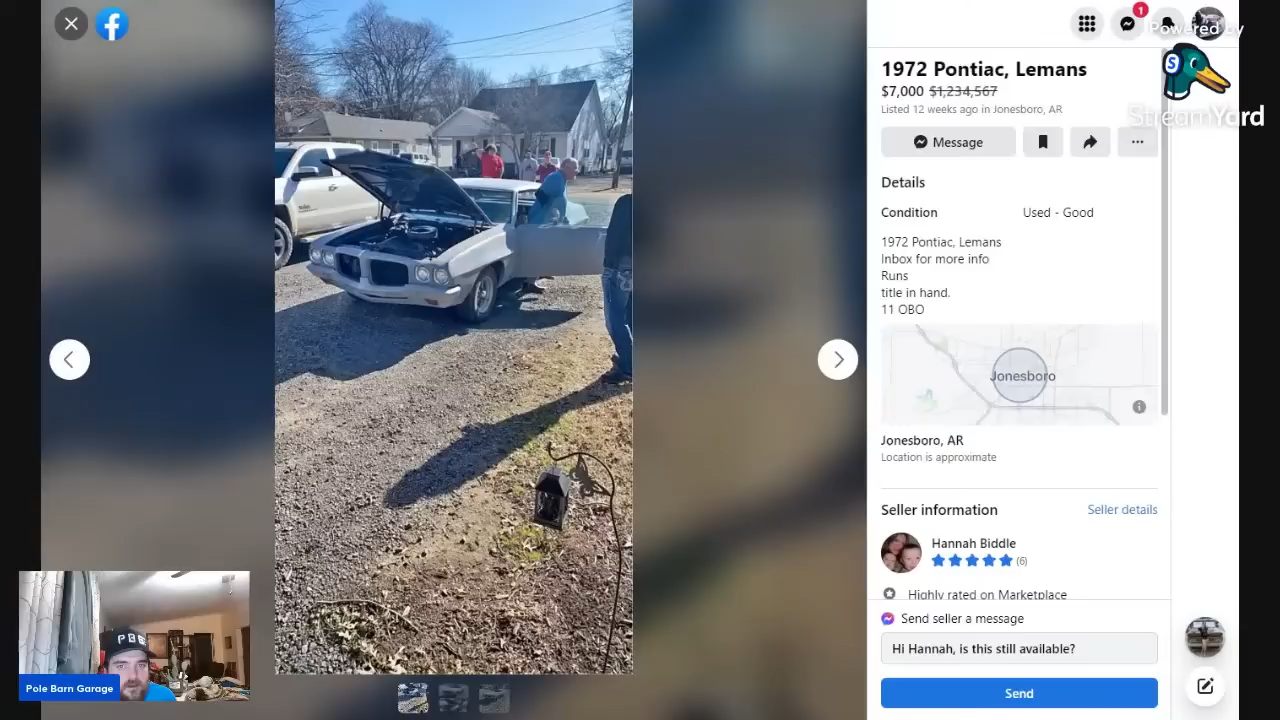 1
Powered by
StreamYard
1972 Pontiac, Lemans
$7,000 $1,234,567
Listed 12 weeks ago in Jonesboro, AR
Message
Details
Condition Used - Good
1972 Pontiac, Lemans
Inbox for more info
Runs
title in hand.
11 OBO
Jonesboro
Jonesboro, AR
Location is approximate
Seller information Seller details
Hannah Biddle
(6)
Highly rated on Marketplace
Send seller a message
Hi Hannah, is this still available?
Send
PBG
Pole Barn Garage